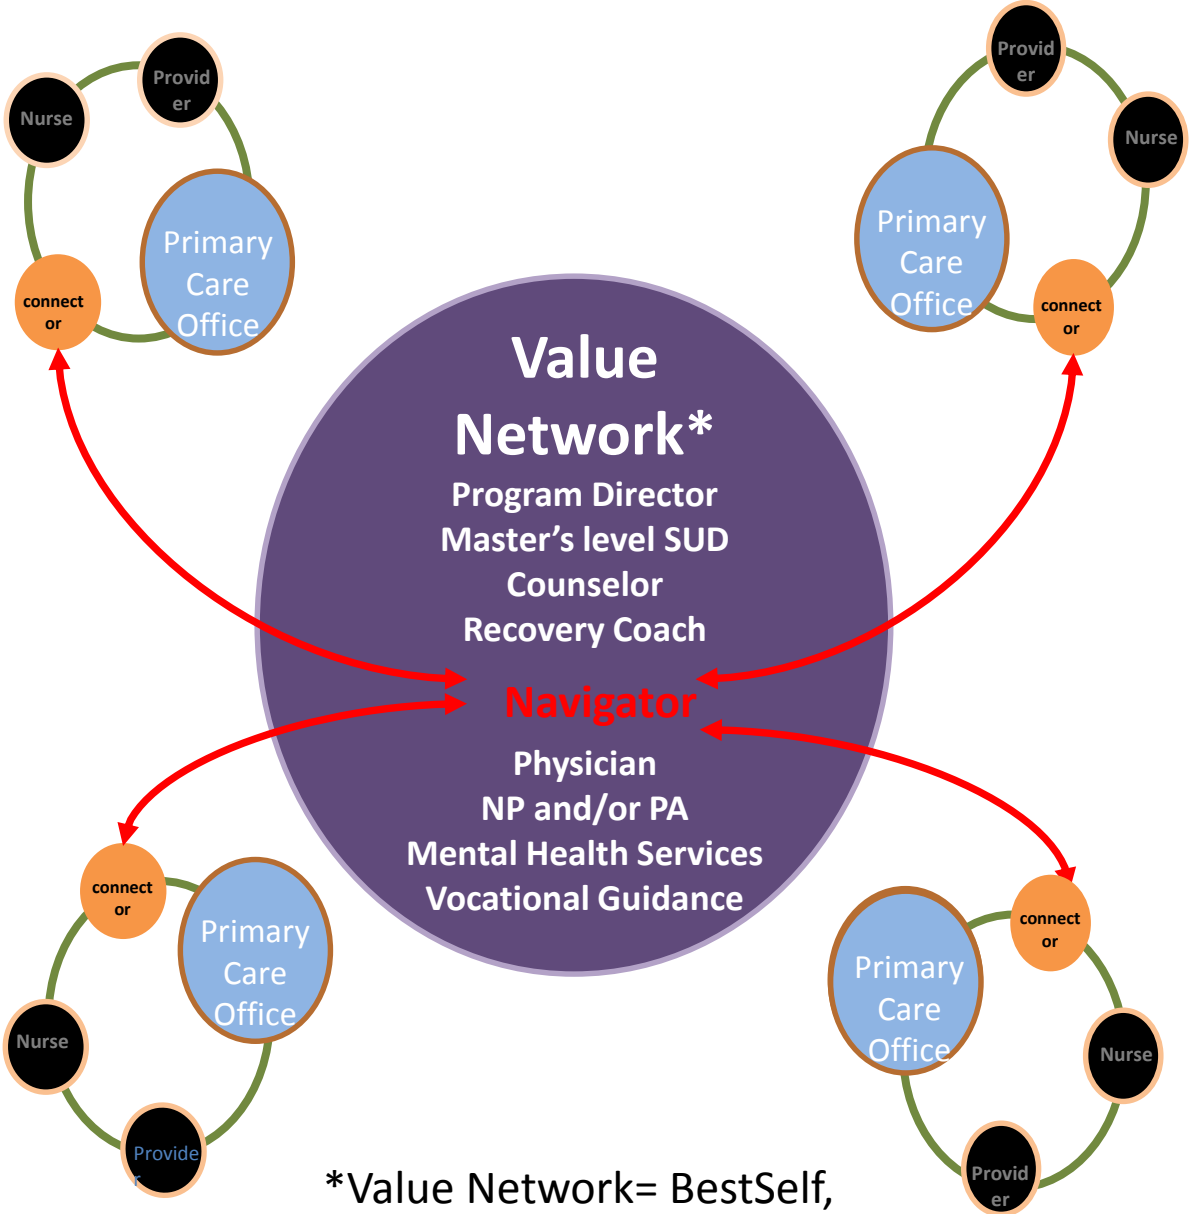 Provid
er
Nurse
Primary
Care
Office
connect
or
Provid
er
Nurse
Primary
Care
Office
connect
or
Value
Network*
Program Director
Master’s level SUD
Counselor
Recovery Coach
Navigator
Physician
NP and/or PA
Mental Health Services
Vocational Guidance
connect
or
Primary
Care
Office
Nurse
Provide
r
connect
or
Primary
Care
Office
Nurse
Provid
er
*Value Network= BestSelf,